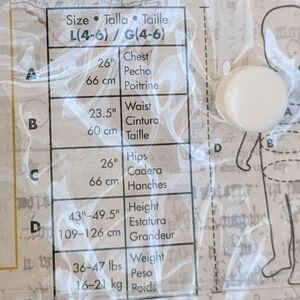 Size • Talla • Taille
L(4-6) / G(4-6)
A
26"
66 cm
Chest
Pecho
Poitrine
B
23.5"
60 cm
Waist
Cintura
Taille
C
26"
66 cm
Hips
Cadera
Hanches
D
43"-49.5"
109-126 cm
Height
Estatura
Grandeur
36-47 lbs
16-21 kg
Weight
Peso
Poids
D
A
B